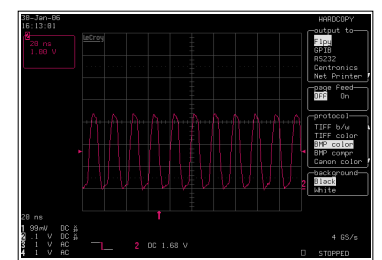 30-Jan-06
16:13:01
HARDCOPY
output to
Flpy
GPIB
RS232
Centronics
Net Printer
page Feed
OFF On
protocol
TIFF b/w
TIFF color
BMP color
BMP compr
Canon color
background
Black
White
LeCroy
2
20 ns
1.00 V
2
20 ns
1 99mV DC
2 .1 V DC
3 1 V AC
4 1 V AC
2 DC 1.68 V
4 GS/s
STOPPED